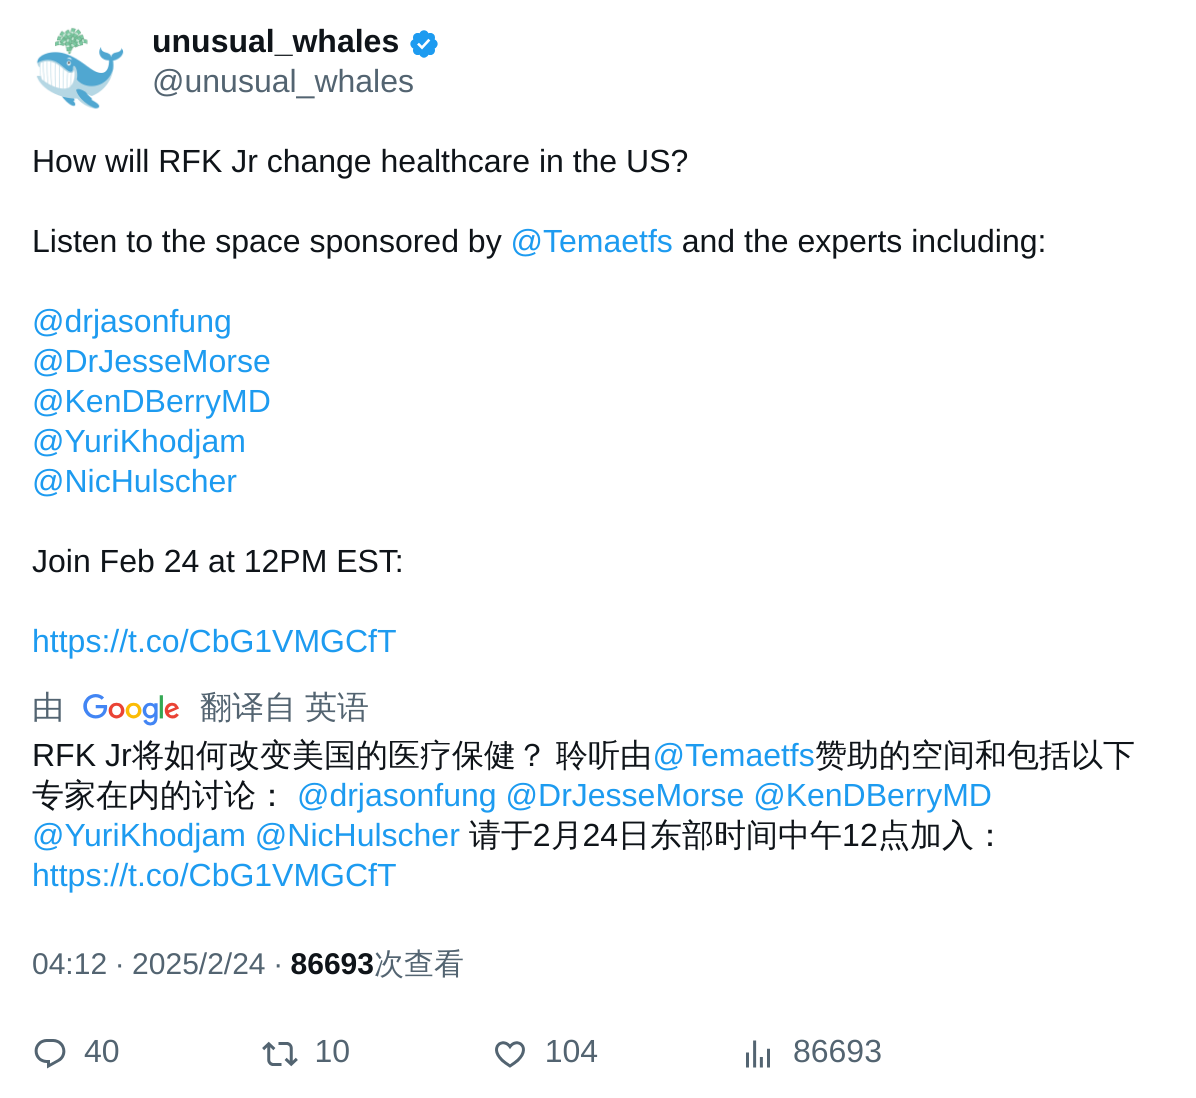 unusual_whales
@unusual_whales
How will RFK Jr change healthcare in the US?
Listen to the space sponsored by @Temaetfs and the experts including:
@drjasonfung
@DrJesseMorse
@KenDBerryMD
@YuriKhodjam
@NicHulscher
Join Feb 24 at 12PM EST:
https://t.co/CbG1VMGCfT
由 Google 翻译自 英语
RFK Jr将如何改变美国的医疗保健？ 聆听由@Temaetfs赞助的空间和包括以下
专家在内的讨论： @drjasonfung @DrJesseMorse @KenDBerryMD
@YuriKhodjam @NicHulscher 请于2月24日东部时间中午12点加入：
https://t.co/CbG1VMGCfT
04:12 · 2025/2/24 · 86693次查看
40 10 104 86693